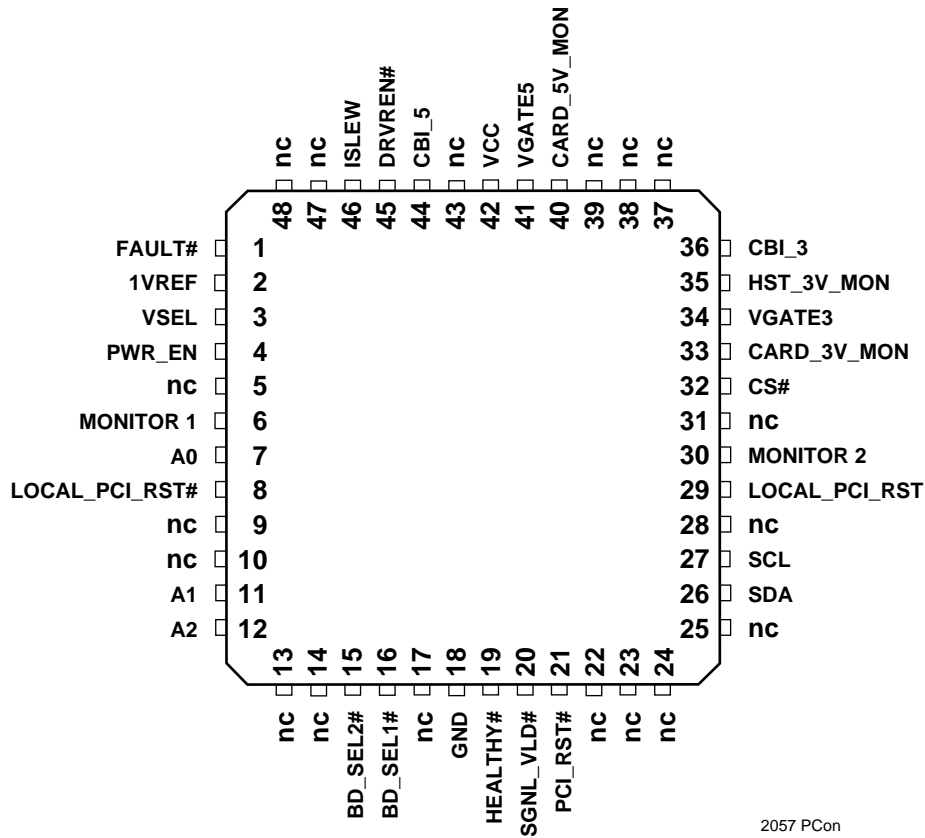 nc
nc
ISLEW
DRVREN#
CBI_5
nc
VCC
VGATE5
CARD_5V_MON
nc
nc
nc
48
47
46
45
44
43
42
41
40
39
38
37
FAULT# 1
1VREF 2
VSEL 3
PWR_EN 4
nc 5
MONITOR 1 6
A0 7
LOCAL_PCI_RST# 8
nc 9
nc 10
A1 11
A2 12
36 CBI_3
35 HST_3V_MON
34 VGATE3
33 CARD_3V_MON
32 CS#
31 nc
30 MONITOR 2
29 LOCAL_PCI_RST
28 nc
27 SCL
26 SDA
25 nc
13
14
15
16
17
18
19
20
21
22
23
24
nc
nc
BD_SEL2#
BD_SEL1#
nc
GND
HEALTHY#
SGNL_VLD#
PCI_RST#
nc
nc
nc
2057 PCon